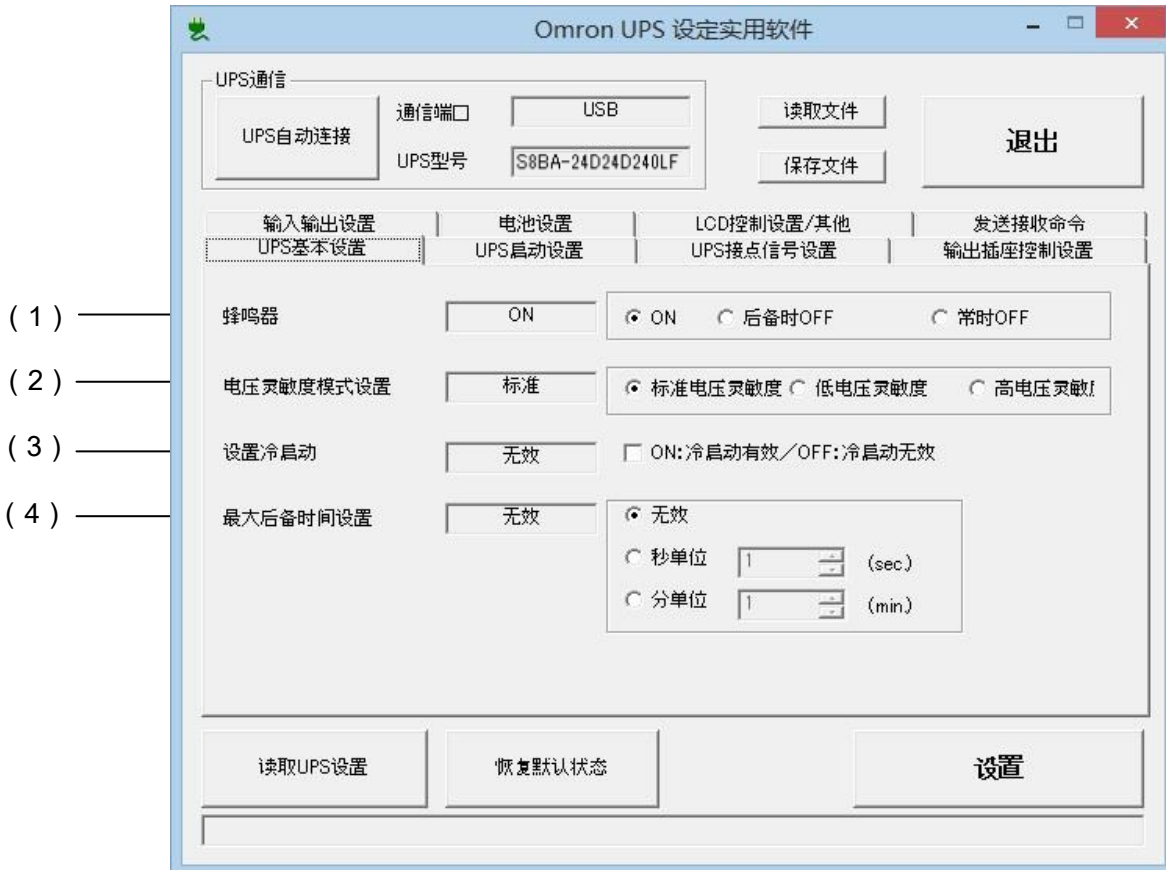 Omron UPS 设定实用软件
UPS通信
UPS自动连接
通信端口 USB
UPS型号 S8BA-24D24D240LF
读取文件
保存文件
退出
输入输出设置 电池设置 LCD控制设置/其他 发送接收命令
UPS基本设置 UPS启动设置 UPS接点信号设置 输出插座控制设置
(1) 蜂鸣器 ON ON 后备时OFF 常时OFF
(2) 电压灵敏度模式设置 标准 标准电压灵敏度 低电压灵敏度 高电压灵敏
(3) 设置冷启动 无效 ON:冷启动有效/OFF:冷启动无效
(4) 最大后备时间设置 无效 无效
秒单位 1 (sec.)
分单位 1 (min.)
读取UPS设置 恢复默认状态 设置